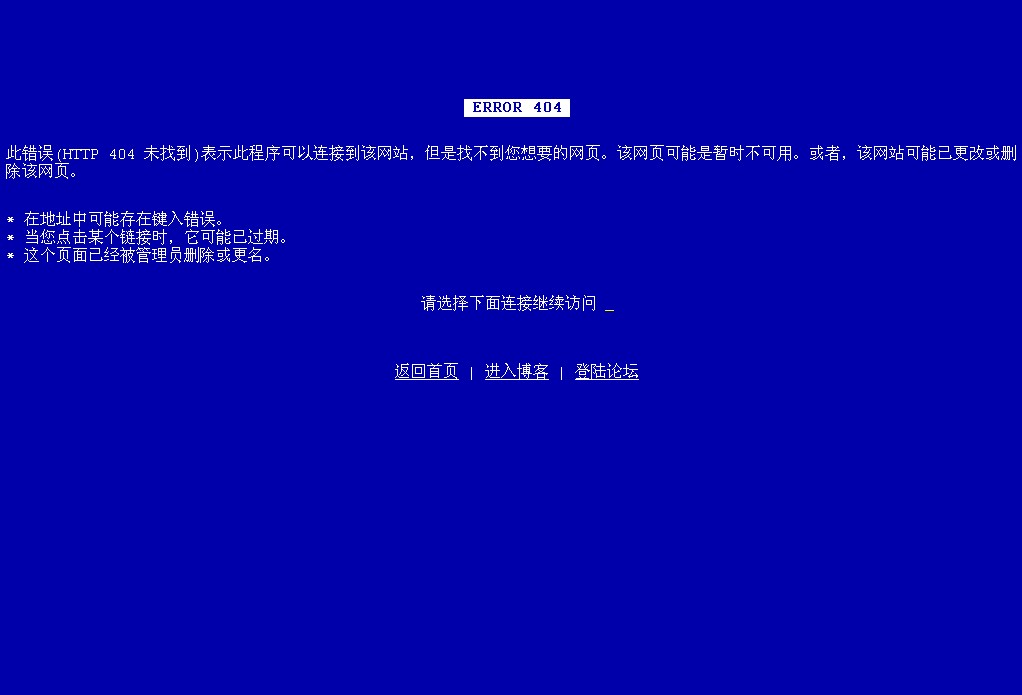 ERROR 404
此错误(HTTP 404 未找到)表示此程序可以连接到该网站，但是找不到您想要的网页。该网页可能是暂时不可用。或者，该网站可能已更改或删
除该网页。
* 在地址中可能存在键入错误。
* 当您点击某个链接时，它可能已过期。
* 这个页面已经被管理员删除或更名。
请选择下面连接继续访问 _
返回首页 | 进入博客 | 登陆论坛